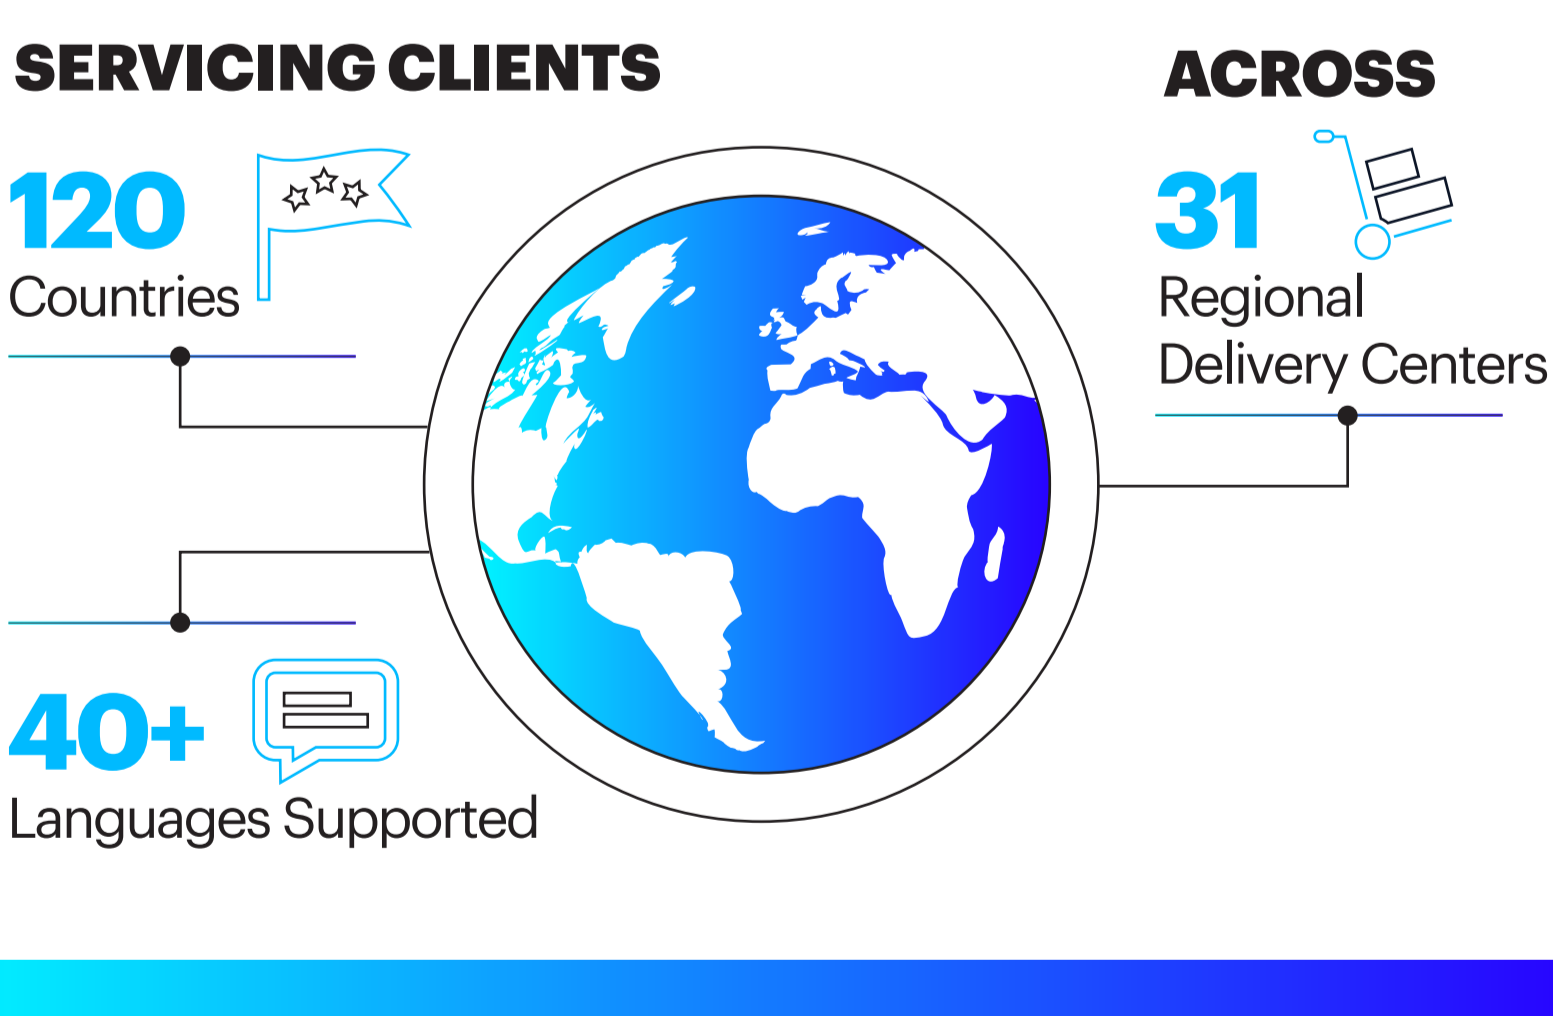 SERVICING CLIENTS
120
Countries
40+
Languages Supported
ACROSS
31
Regional
Delivery Centers